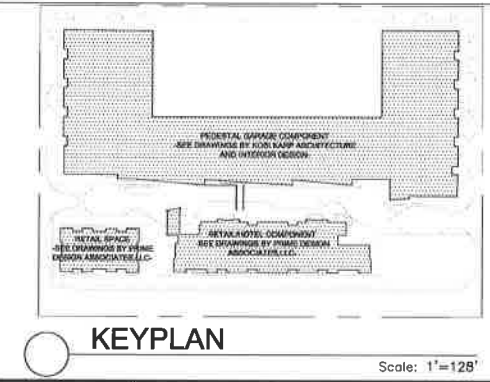 PEDESTAL GARAGE COMPONENT
-SEE DRAWINGS BY KOBI KARP ARCHITECTURE
AND INTERIOR DESIGN-
RETAIL SPACE
-SEE DRAWINGS BY PRIME
DESIGN ASSOCIATES,LLC-
RETAIL/HOTEL COMPONENT
-SEE DRAWINGS BY PRIME DESIGN
ASSOCIATES,LLC-
KEYPLAN
Scale: 1"=128'